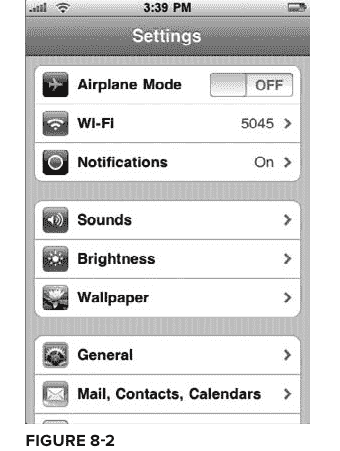 3:39 PM
Settings
Airplane Mode OFF
Wi-Fi 5045
Notifications On
Sounds
Brightness
Wallpaper
General
Mail, Contacts, Calendars
FIGURE 8-2